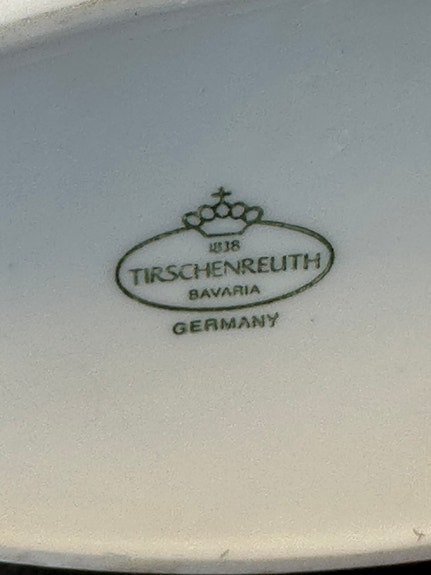 1838
TIRSCHENREUTH
BAVARIA
GERMANY